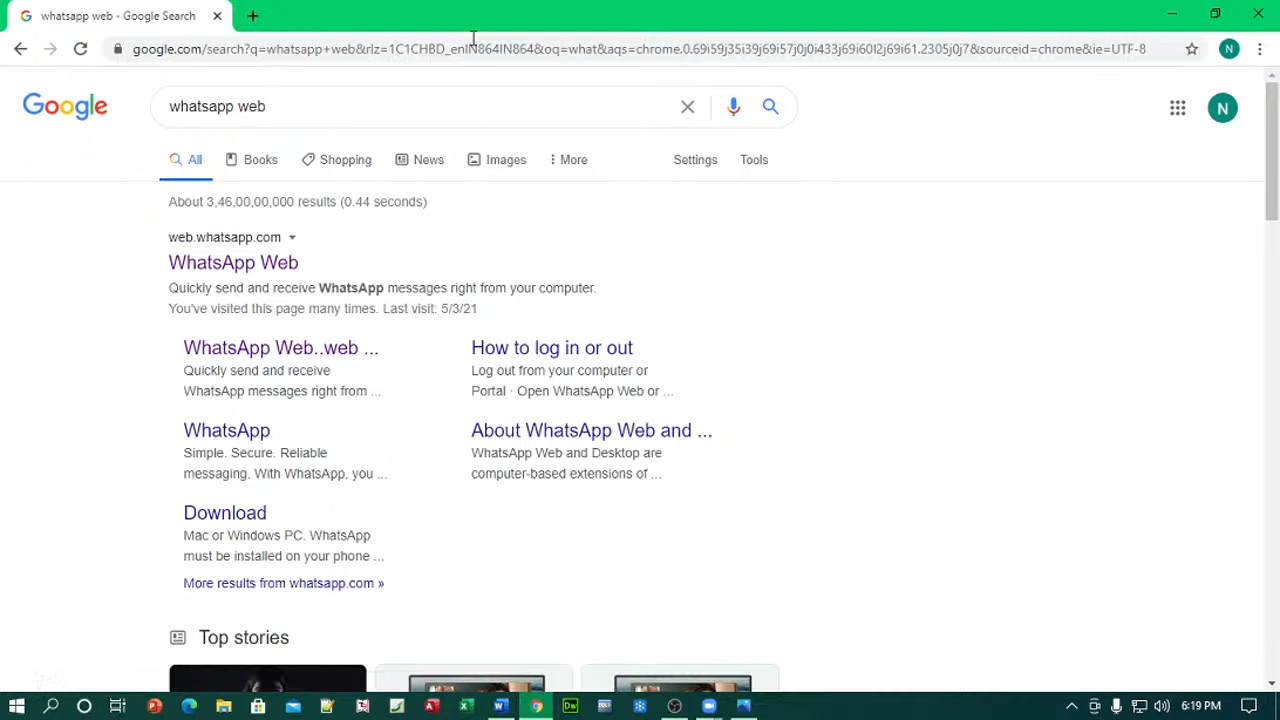 whatsapp web - Google Search
google.com/search?q=whatsapp+web&rlz=1C1CHBD_enIN864IN864&oq=what&aqs=chrome.0.69i59j35i39j69i57j0j0i433j69i60l2j69i61.2305j0j7&sourceid=chrome&ie=UTF-8
N
Google
whatsapp web
N
All
Books
Shopping
News
Images
More
Settings
Tools
About 3,46,00,00,000 results (0.44 seconds)
web.whatsapp.com
WhatsApp Web
Quickly send and receive WhatsApp messages right from your computer.
You've visited this page many times. Last visit: 5/3/21
WhatsApp Web..web ...
Quickly send and receive
WhatsApp messages right from ...
How to log in or out
Log out from your computer or
Portal · Open WhatsApp Web or ...
WhatsApp
Simple. Secure. Reliable
messaging. With WhatsApp, you ...
About WhatsApp Web and ...
WhatsApp Web and Desktop are
computer-based extensions of ...
Download
Mac or Windows PC. WhatsApp
must be installed on your phone ...
More results from whatsapp.com »
Top stories
Dw
6:19 PM